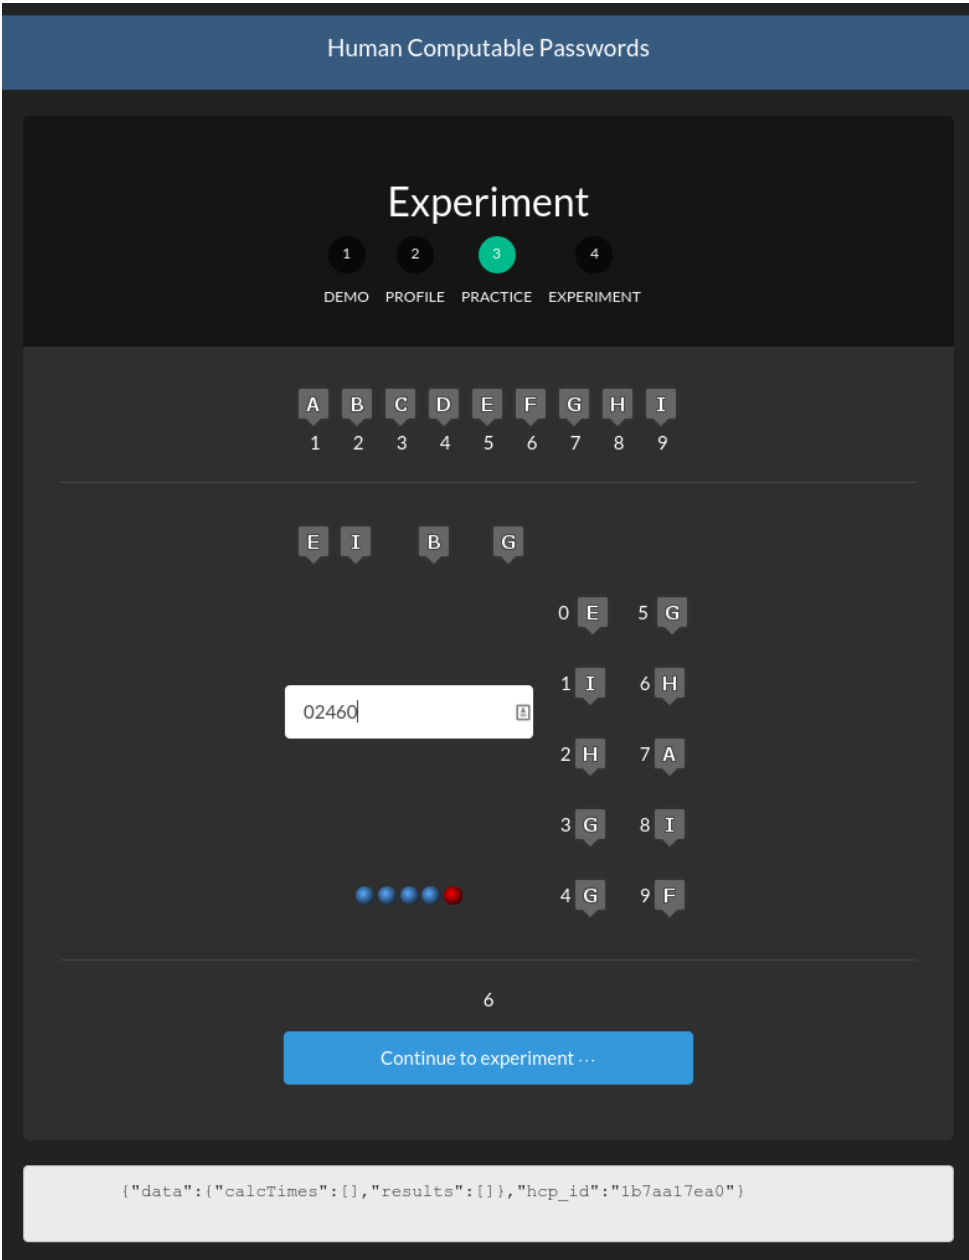 Human Computable Passwords
Experiment
1 2 3 4
DEMO PROFILE PRACTICE EXPERIMENT
A B C D E F G H I
1 2 3 4 5 6 7 8 9
E I B G
0 E 5 G
1 I 6 H
02460
2 H 7 A
3 G 8 I
4 G 9 F
6
Continue to experiment ···
{"data":{"calcTimes":[],"results":[]},"hcp_id":"1b7aa17ea0"}